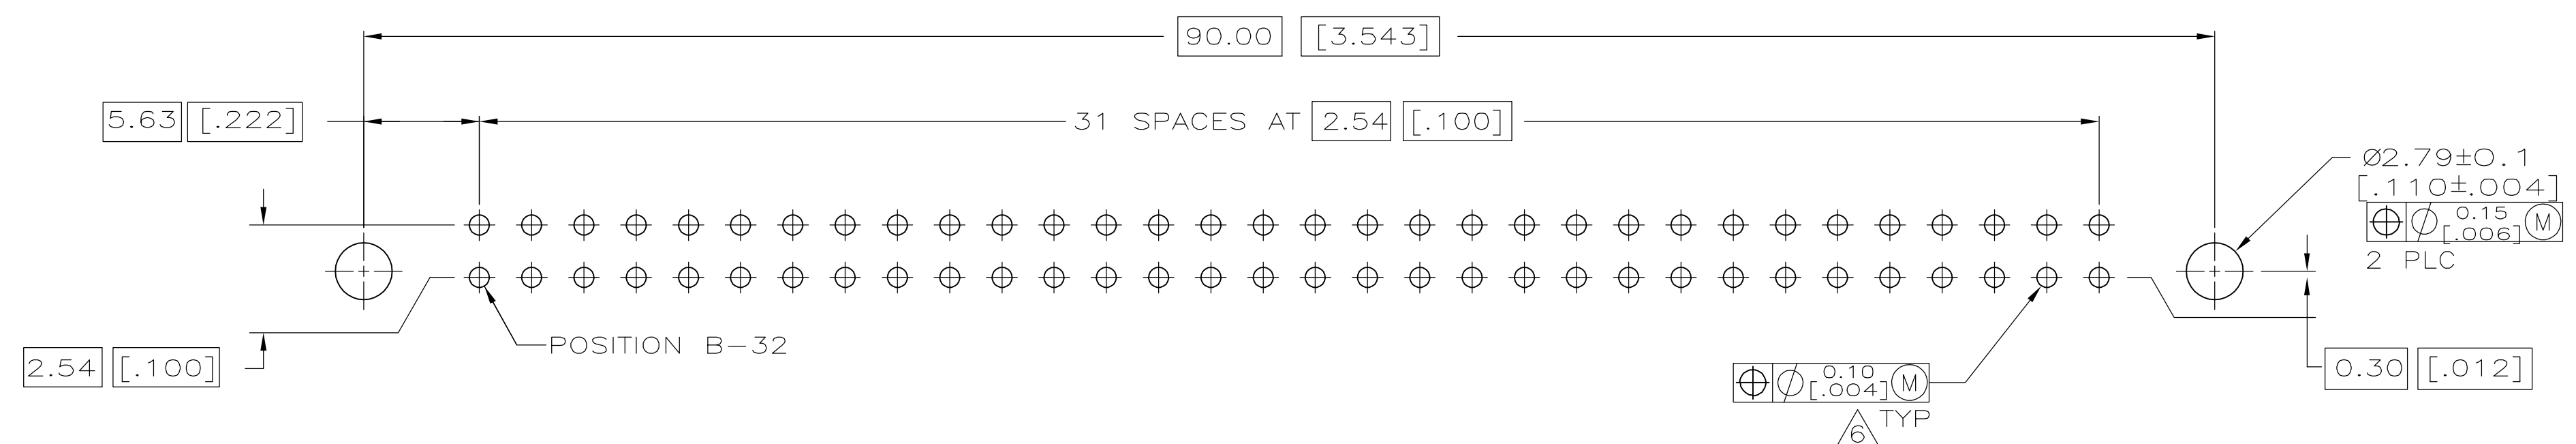 90.00 [3.543]
5.63 [.222]
31 SPACES AT 2.54 [.100]
Ø2.79±0.1
[.110±.004]
⌖ Ø 0.15 [.006] Ⓜ
2 PLC
POSITION B-32
2.54 [.100]
0.30 [.012]
⌖ Ø 0.10 [.004] Ⓜ
6 TYP